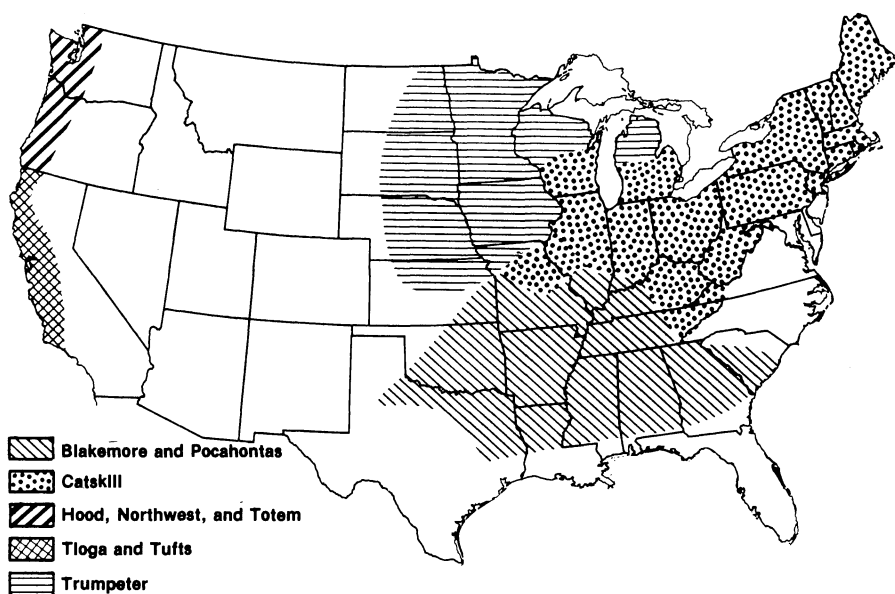 Blakemore and Pocahontas
Catskill
Hood, Northwest, and Totem
Tioga and Tufts
Trumpeter